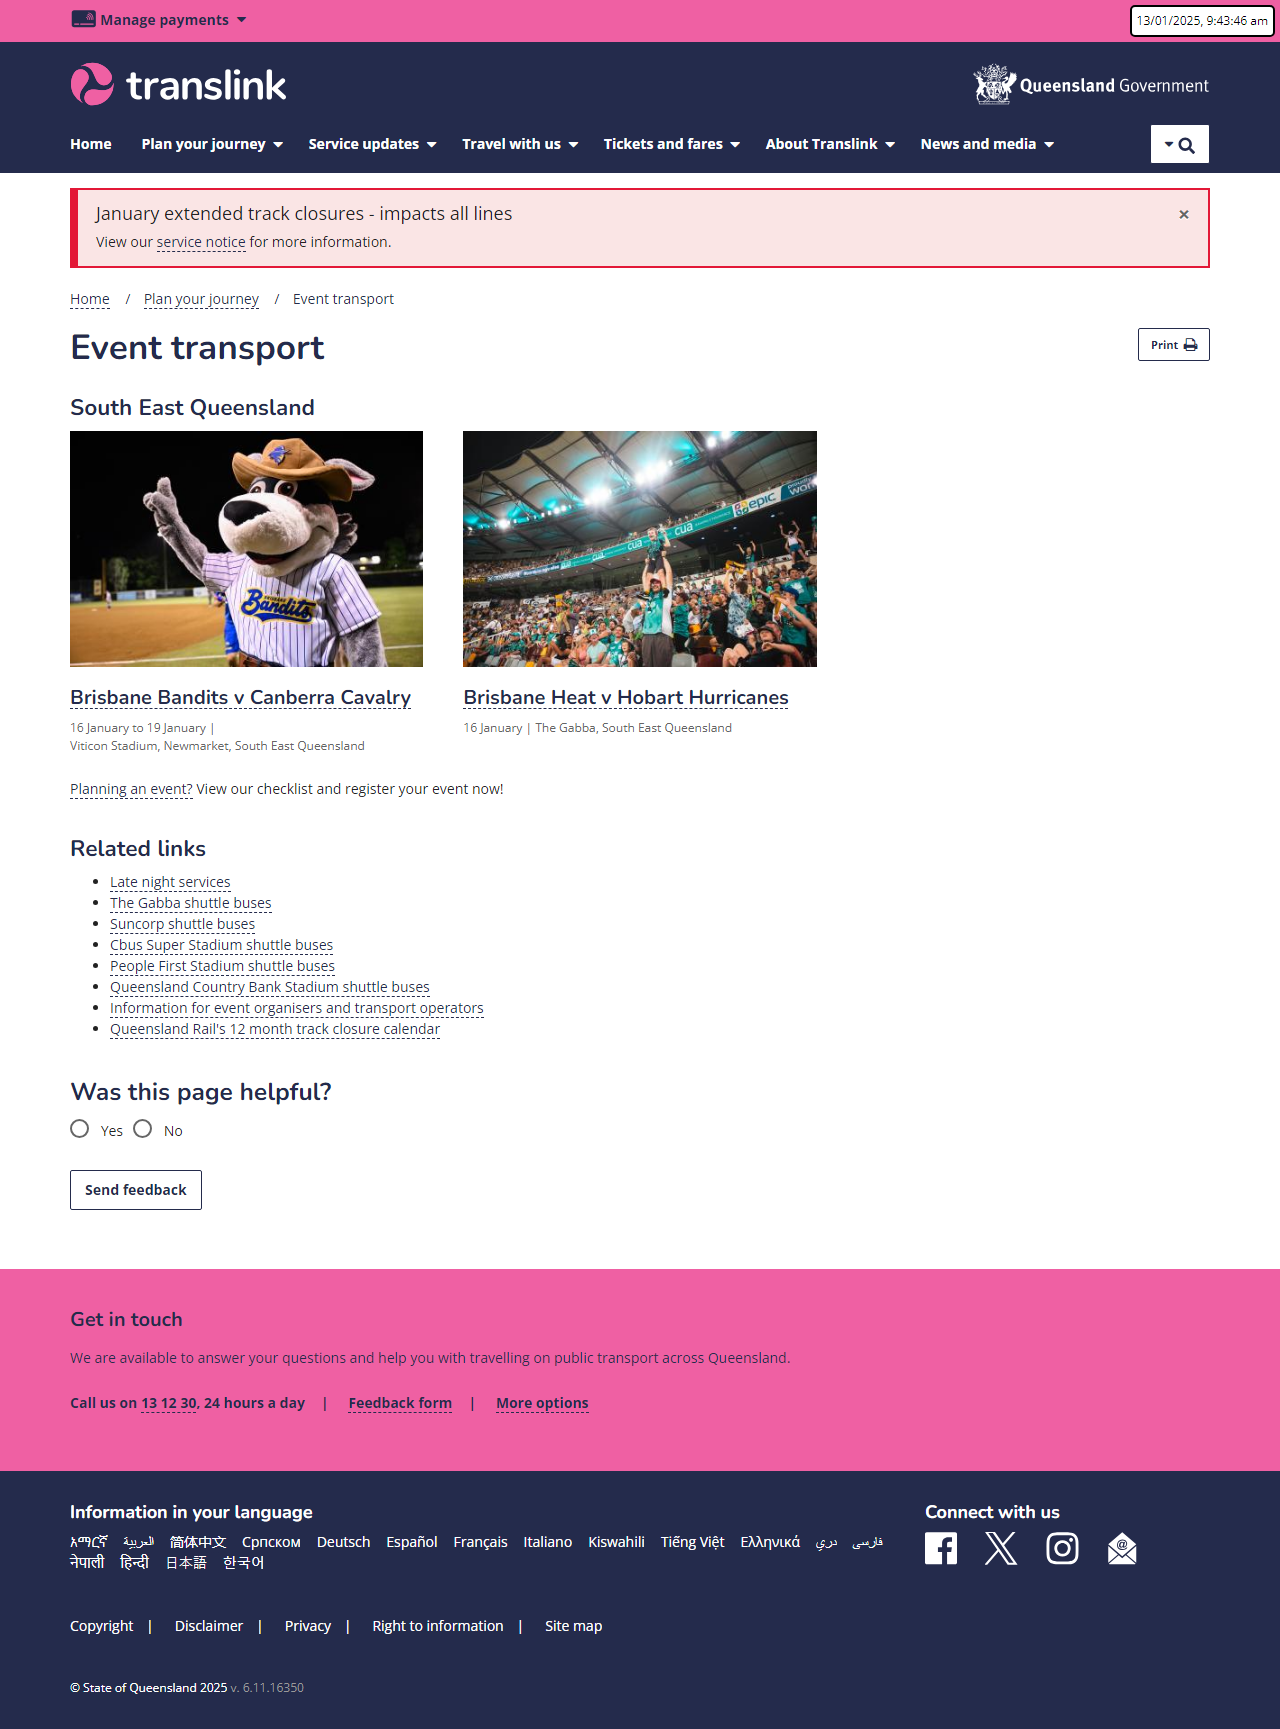 Manage payments
13/01/2025, 9:43:46 am
translink
Queensland Government
Home Plan your journey Service updates Travel with us Tickets and fares About Translink News and media
January extended track closures - impacts all lines
×
View our service notice for more information.
Home / Plan your journey / Event transport
Event transport
Print
South East Queensland
Bandits
cua
cua
cua
epic
Brisbane Bandits v Canberra Cavalry
16 January to 19 January |
Viticon Stadium, Newmarket, South East Queensland
Brisbane Heat v Hobart Hurricanes
16 January | The Gabba, South East Queensland
Planning an event? View our checklist and register your event now!
Related links
Late night services
The Gabba shuttle buses
Suncorp shuttle buses
Cbus Super Stadium shuttle buses
People First Stadium shuttle buses
Queensland Country Bank Stadium shuttle buses
Information for event organisers and transport operators
Queensland Rail's 12 month track closure calendar
Was this page helpful?
Yes No
Send feedback
Get in touch
We are available to answer your questions and help you with travelling on public transport across Queensland.
Call us on 13 12 30, 24 hours a day | Feedback form | More options
Information in your language
አማርኛ العربية 简体中文 Српском Deutsch Español Français Italiano Kiswahili Tiếng Việt Ελληνικά دری فارسی
नेपाली हिन्दी 日本語 한국어
Connect with us
Copyright | Disclaimer | Privacy | Right to information | Site map
© State of Queensland 2025 v. 6.11.16350